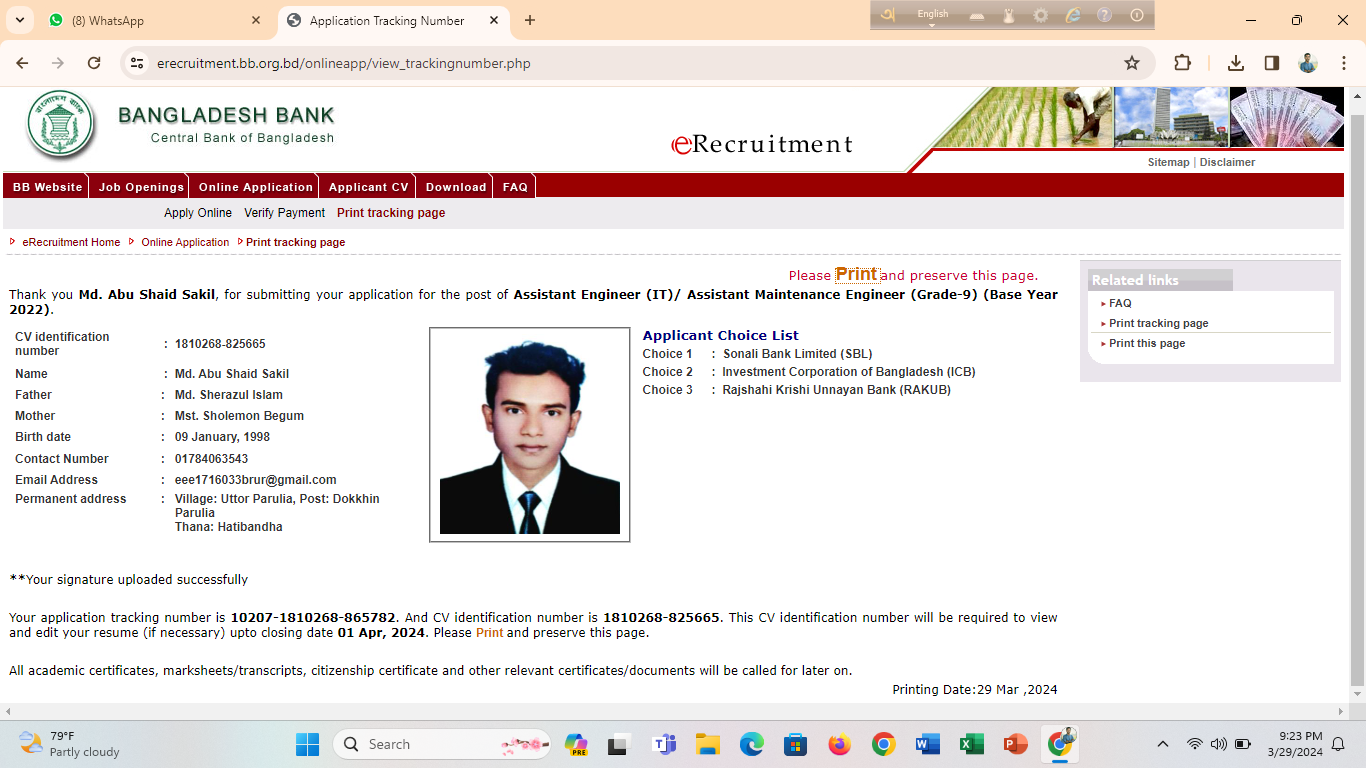 (8) WhatsApp
Application Tracking Number
English
erecruitment.bb.org.bd/onlineapp/view_trackingnumber.php
BANGLADESH BANK
Central Bank of Bangladesh
eRecruitment
Sitemap | Disclaimer
BB Website Job Openings Online Application Applicant CV Download FAQ
Apply Online Verify Payment Print tracking page
eRecruitment Home Online Application Print tracking page
Please Print and preserve this page.
Thank you Md. Abu Shaid Sakil, for submitting your application for the post of Assistant Engineer (IT)/ Assistant Maintenance Engineer (Grade-9) (Base Year
2022).
CV identification
number : 1810268-825665
Name : Md. Abu Shaid Sakil
Father : Md. Sherazul Islam
Mother : Mst. Sholemon Begum
Birth date : 09 January, 1998
Contact Number : 01784063543
Email Address : eee1716033brur@gmail.com
Permanent address : Village: Uttor Parulia, Post: Dokkhin
Parulia
Thana: Hatibandha
Applicant Choice List
Choice 1 : Sonali Bank Limited (SBL)
Choice 2 : Investment Corporation of Bangladesh (ICB)
Choice 3 : Rajshahi Krishi Unnayan Bank (RAKUB)
Related links
FAQ
Print tracking page
Print this page
**Your signature uploaded successfully
Your application tracking number is 10207-1810268-865782. And CV identification number is 1810268-825665. This CV identification number will be required to view
and edit your resume (if necessary) upto closing date 01 Apr, 2024. Please Print and preserve this page.
All academic certificates, marksheets/transcripts, citizenship certificate and other relevant certificates/documents will be called for later on.
Printing Date:29 Mar ,2024
79°F
Partly cloudy
Search
PRE
9:23 PM
3/29/2024